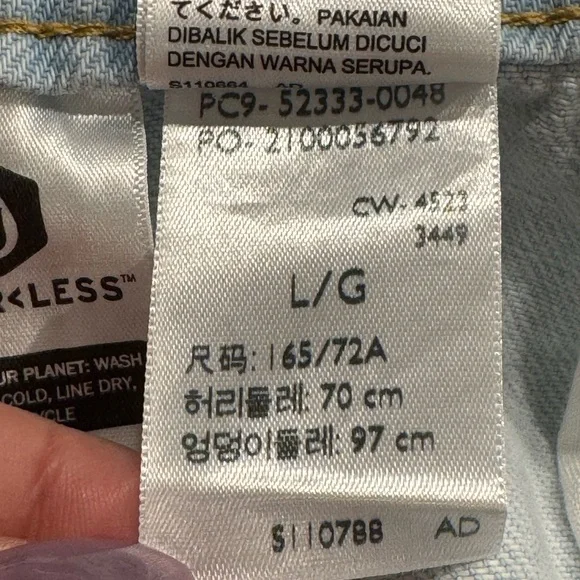 てください。PAKAIAN
DIBALIK SEBELUM DICUCI
DENGAN WARNA SERUPA.
AD
PC9- 52333-0048
PO- 2100056792
CW- 4523
3449
L/G
尺码: 165/72A
허리둘레: 70 cm
엉덩이둘레: 97 cm
S110788 AD
<LESS™
UR PLANET: WASH
COLD, LINE DRY,
YCLE